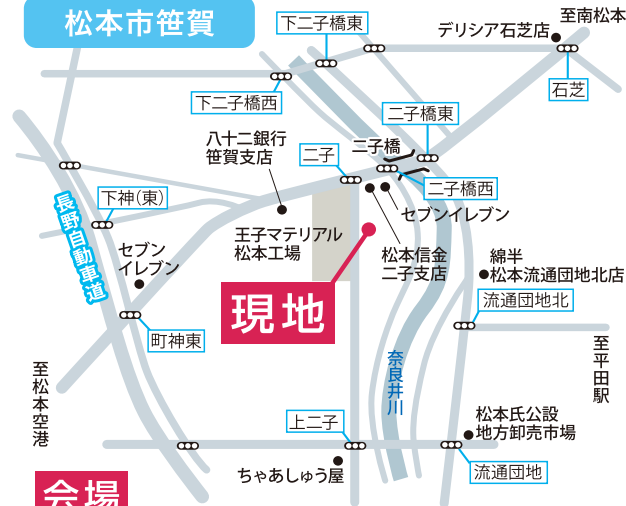 松本市笹賀
下二子橋東
至南松本
デリシア石芝店
下二子橋西
石芝
二子橋東
八十二銀行
笹賀支店
二子
二子橋
二子橋西
下神(東)
長野自動車道
セブンイレブン
セブン
イレブン
王子マテリアル
松本工場
松本信金
二子支店
綿半
松本流通団地北店
流通団地北
現地
町神東
至松本空港
奈良井川
至平田駅
上二子
松本氏公設
地方卸売市場
ちゃあしゅう屋
流通団地
会場